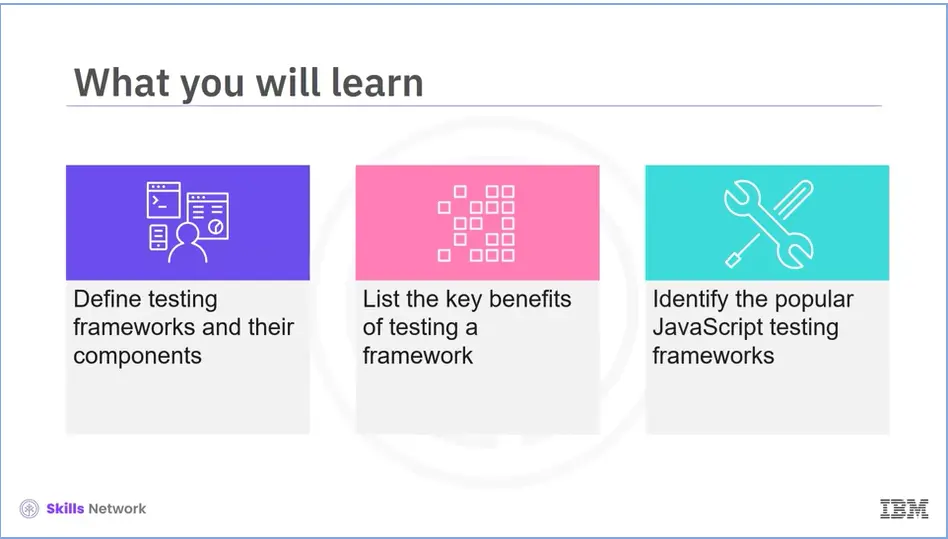 What you will learn
Define testing
frameworks and their
components
List the key benefits
of testing a
framework
Identify the popular
JavaScript testing
frameworks
Skills Network
IBM